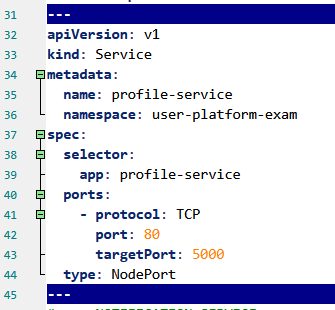 31 ---
32 apiVersion: v1
33 kind: Service
34 metadata:
35   name: profile-service
36   namespace: user-platform-exam
37 spec:
38   selector:
39     app: profile-service
40   ports:
41     - protocol: TCP
42       port: 80
43       targetPort: 5000
44   type: NodePort
45 ---